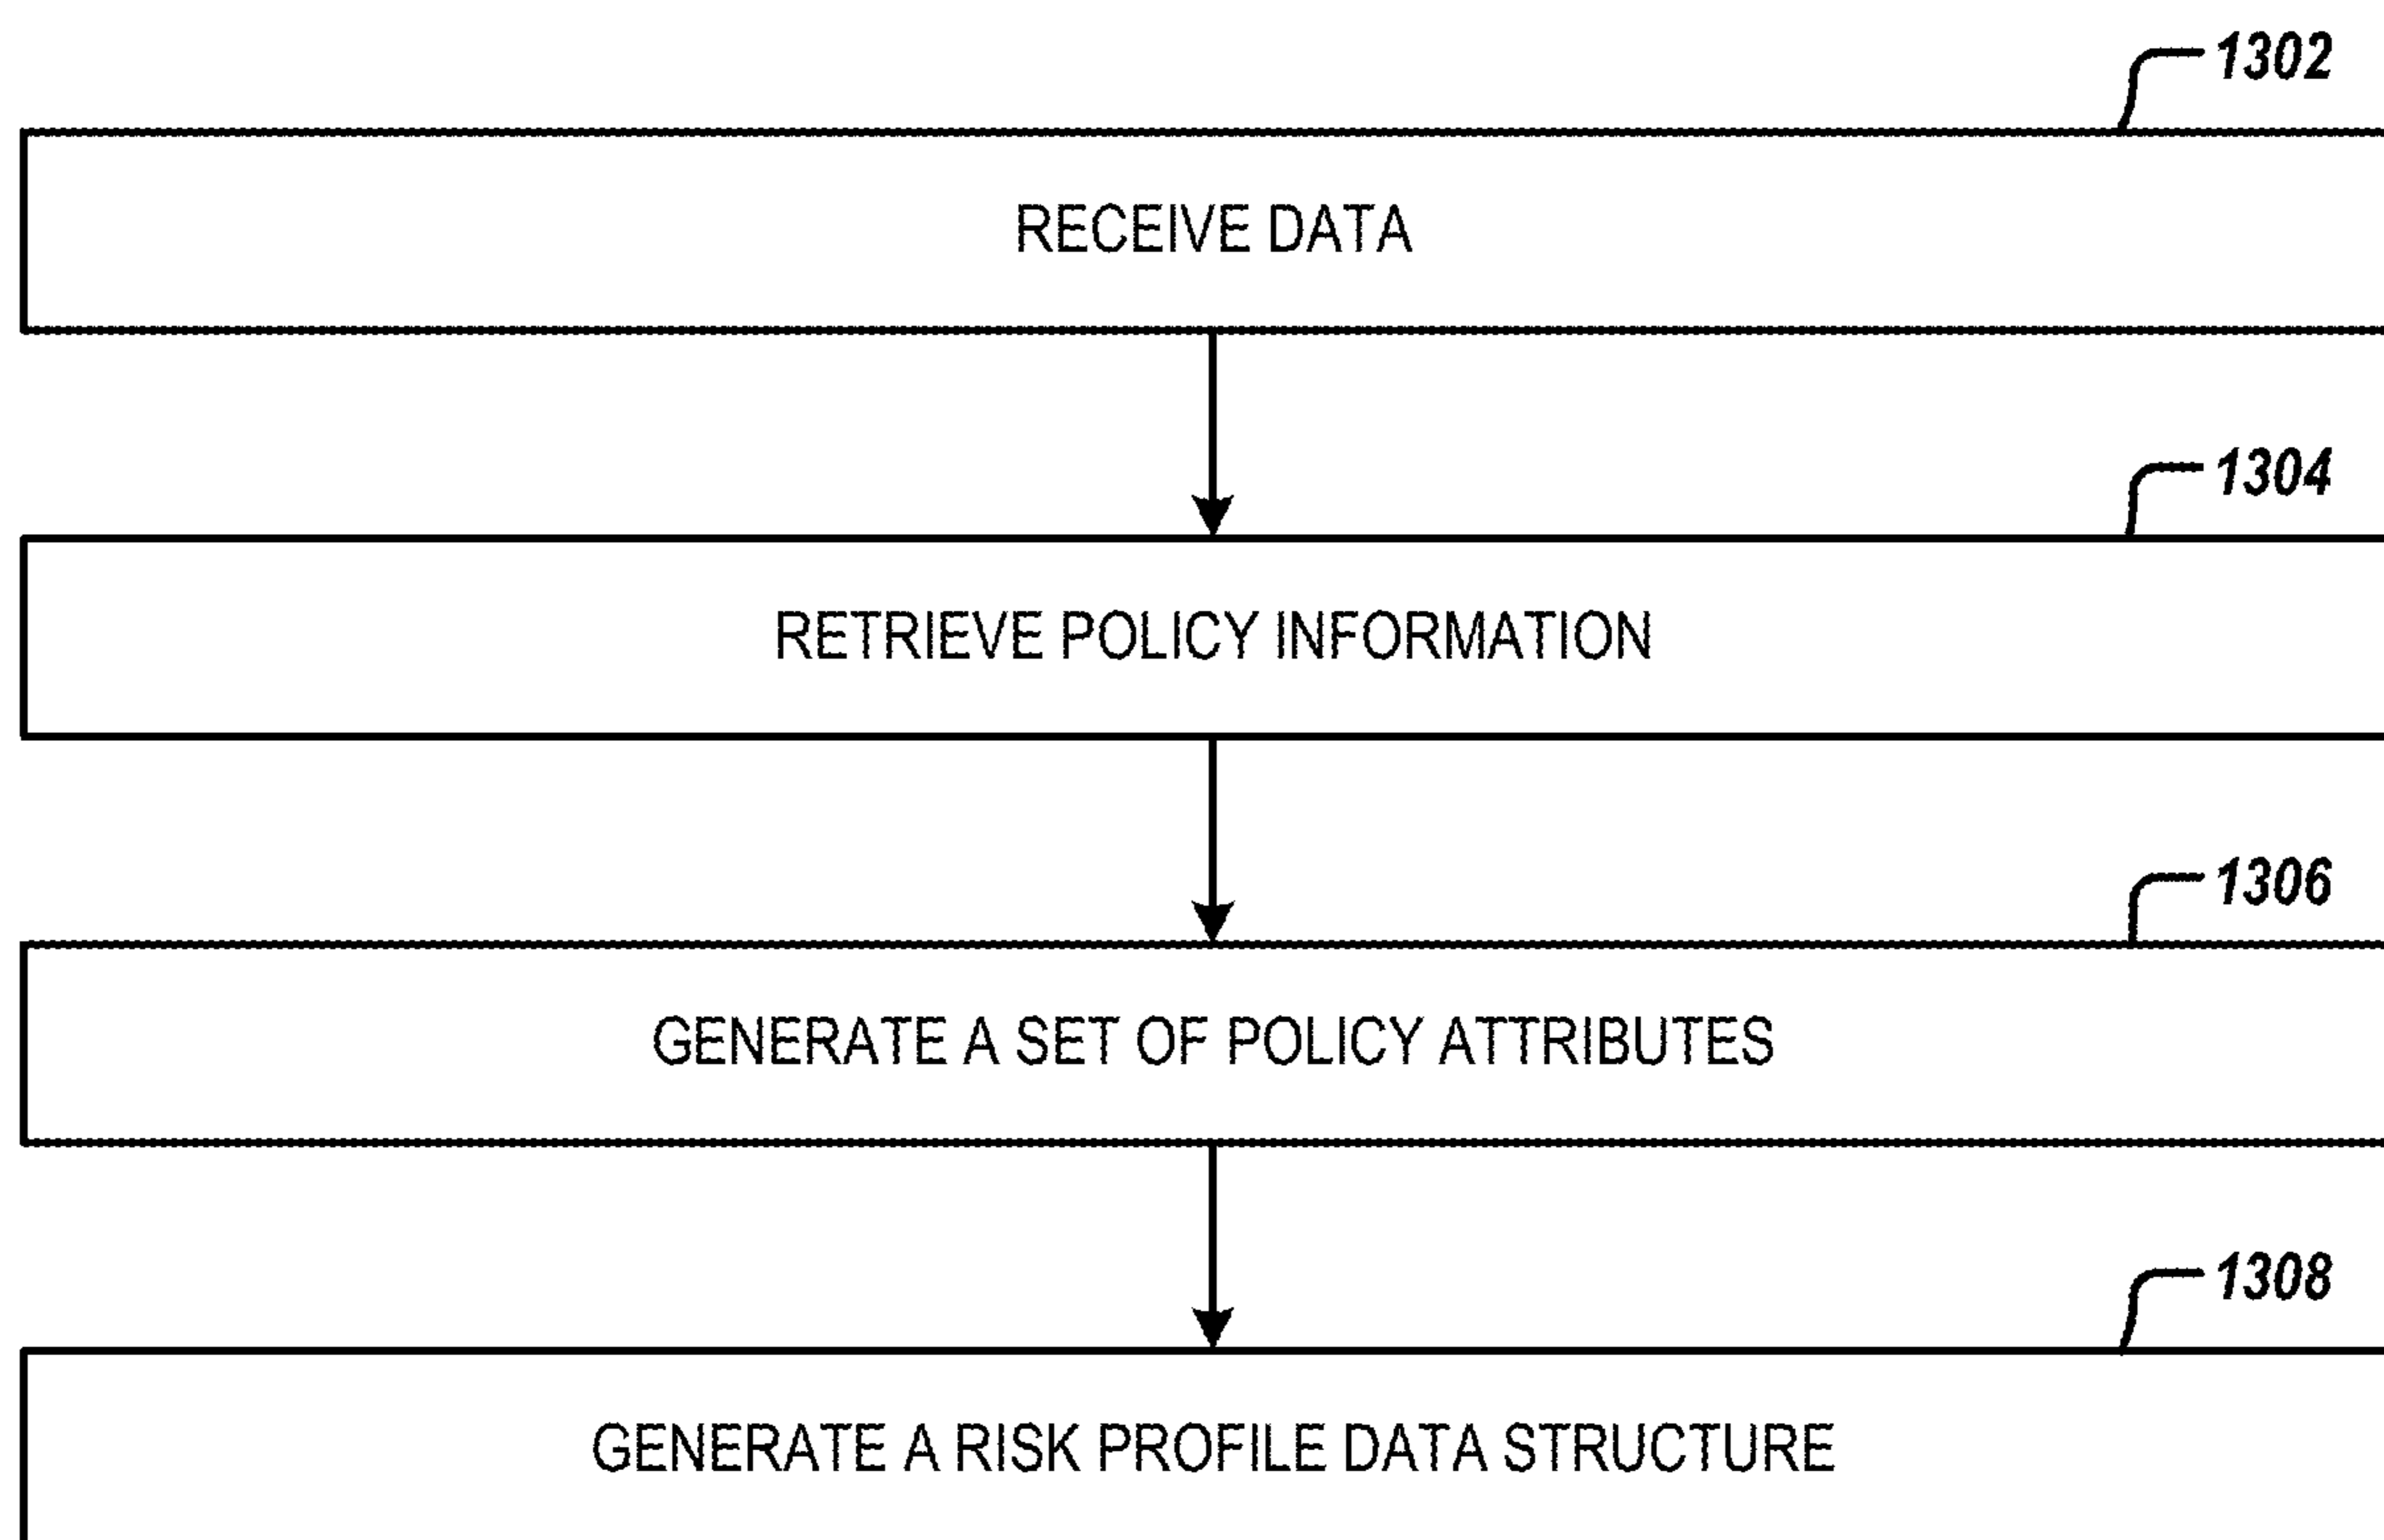 1302
RECEIVE DATA
1304
RETRIEVE POLICY INFORMATION
1306
GENERATE A SET OF POLICY ATTRIBUTES
1308
GENERATE A RISK PROFILE DATA STRUCTURE